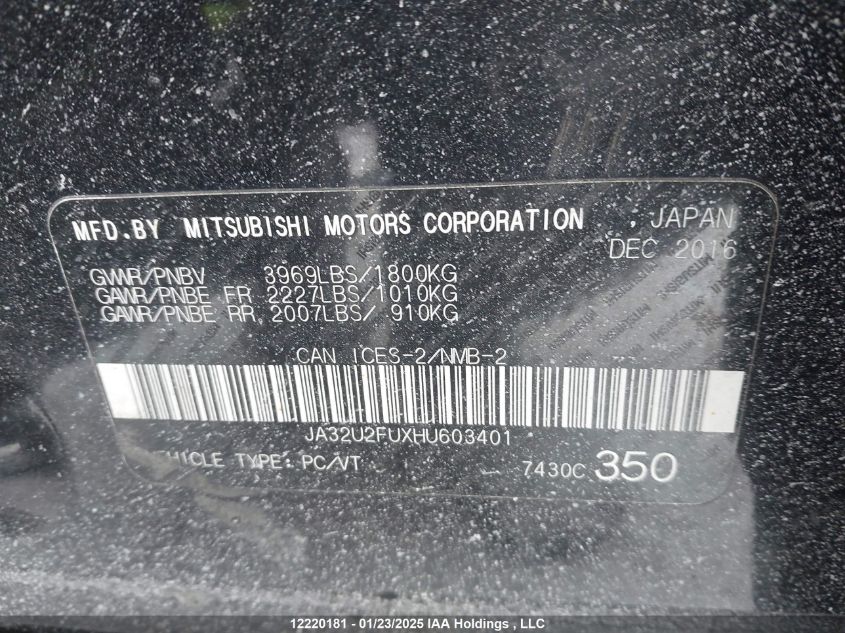 MFD.BY MITSUBISHI MOTORS CORPORATION JAPAN
DEC 2016
GVWR/PNBV 3969LBS/1800KG
GAWR/PNBE FR 2227LBS/1010KG
GAWR/PNBE RR 2007LBS/ 910KG
CAN ICES-2/NMB-2
JA32U2FUXHU603401
VEHICLE TYPE: PC/VT 7430C 350
12220181 - 01/23/2025 IAA Holdings , LLC